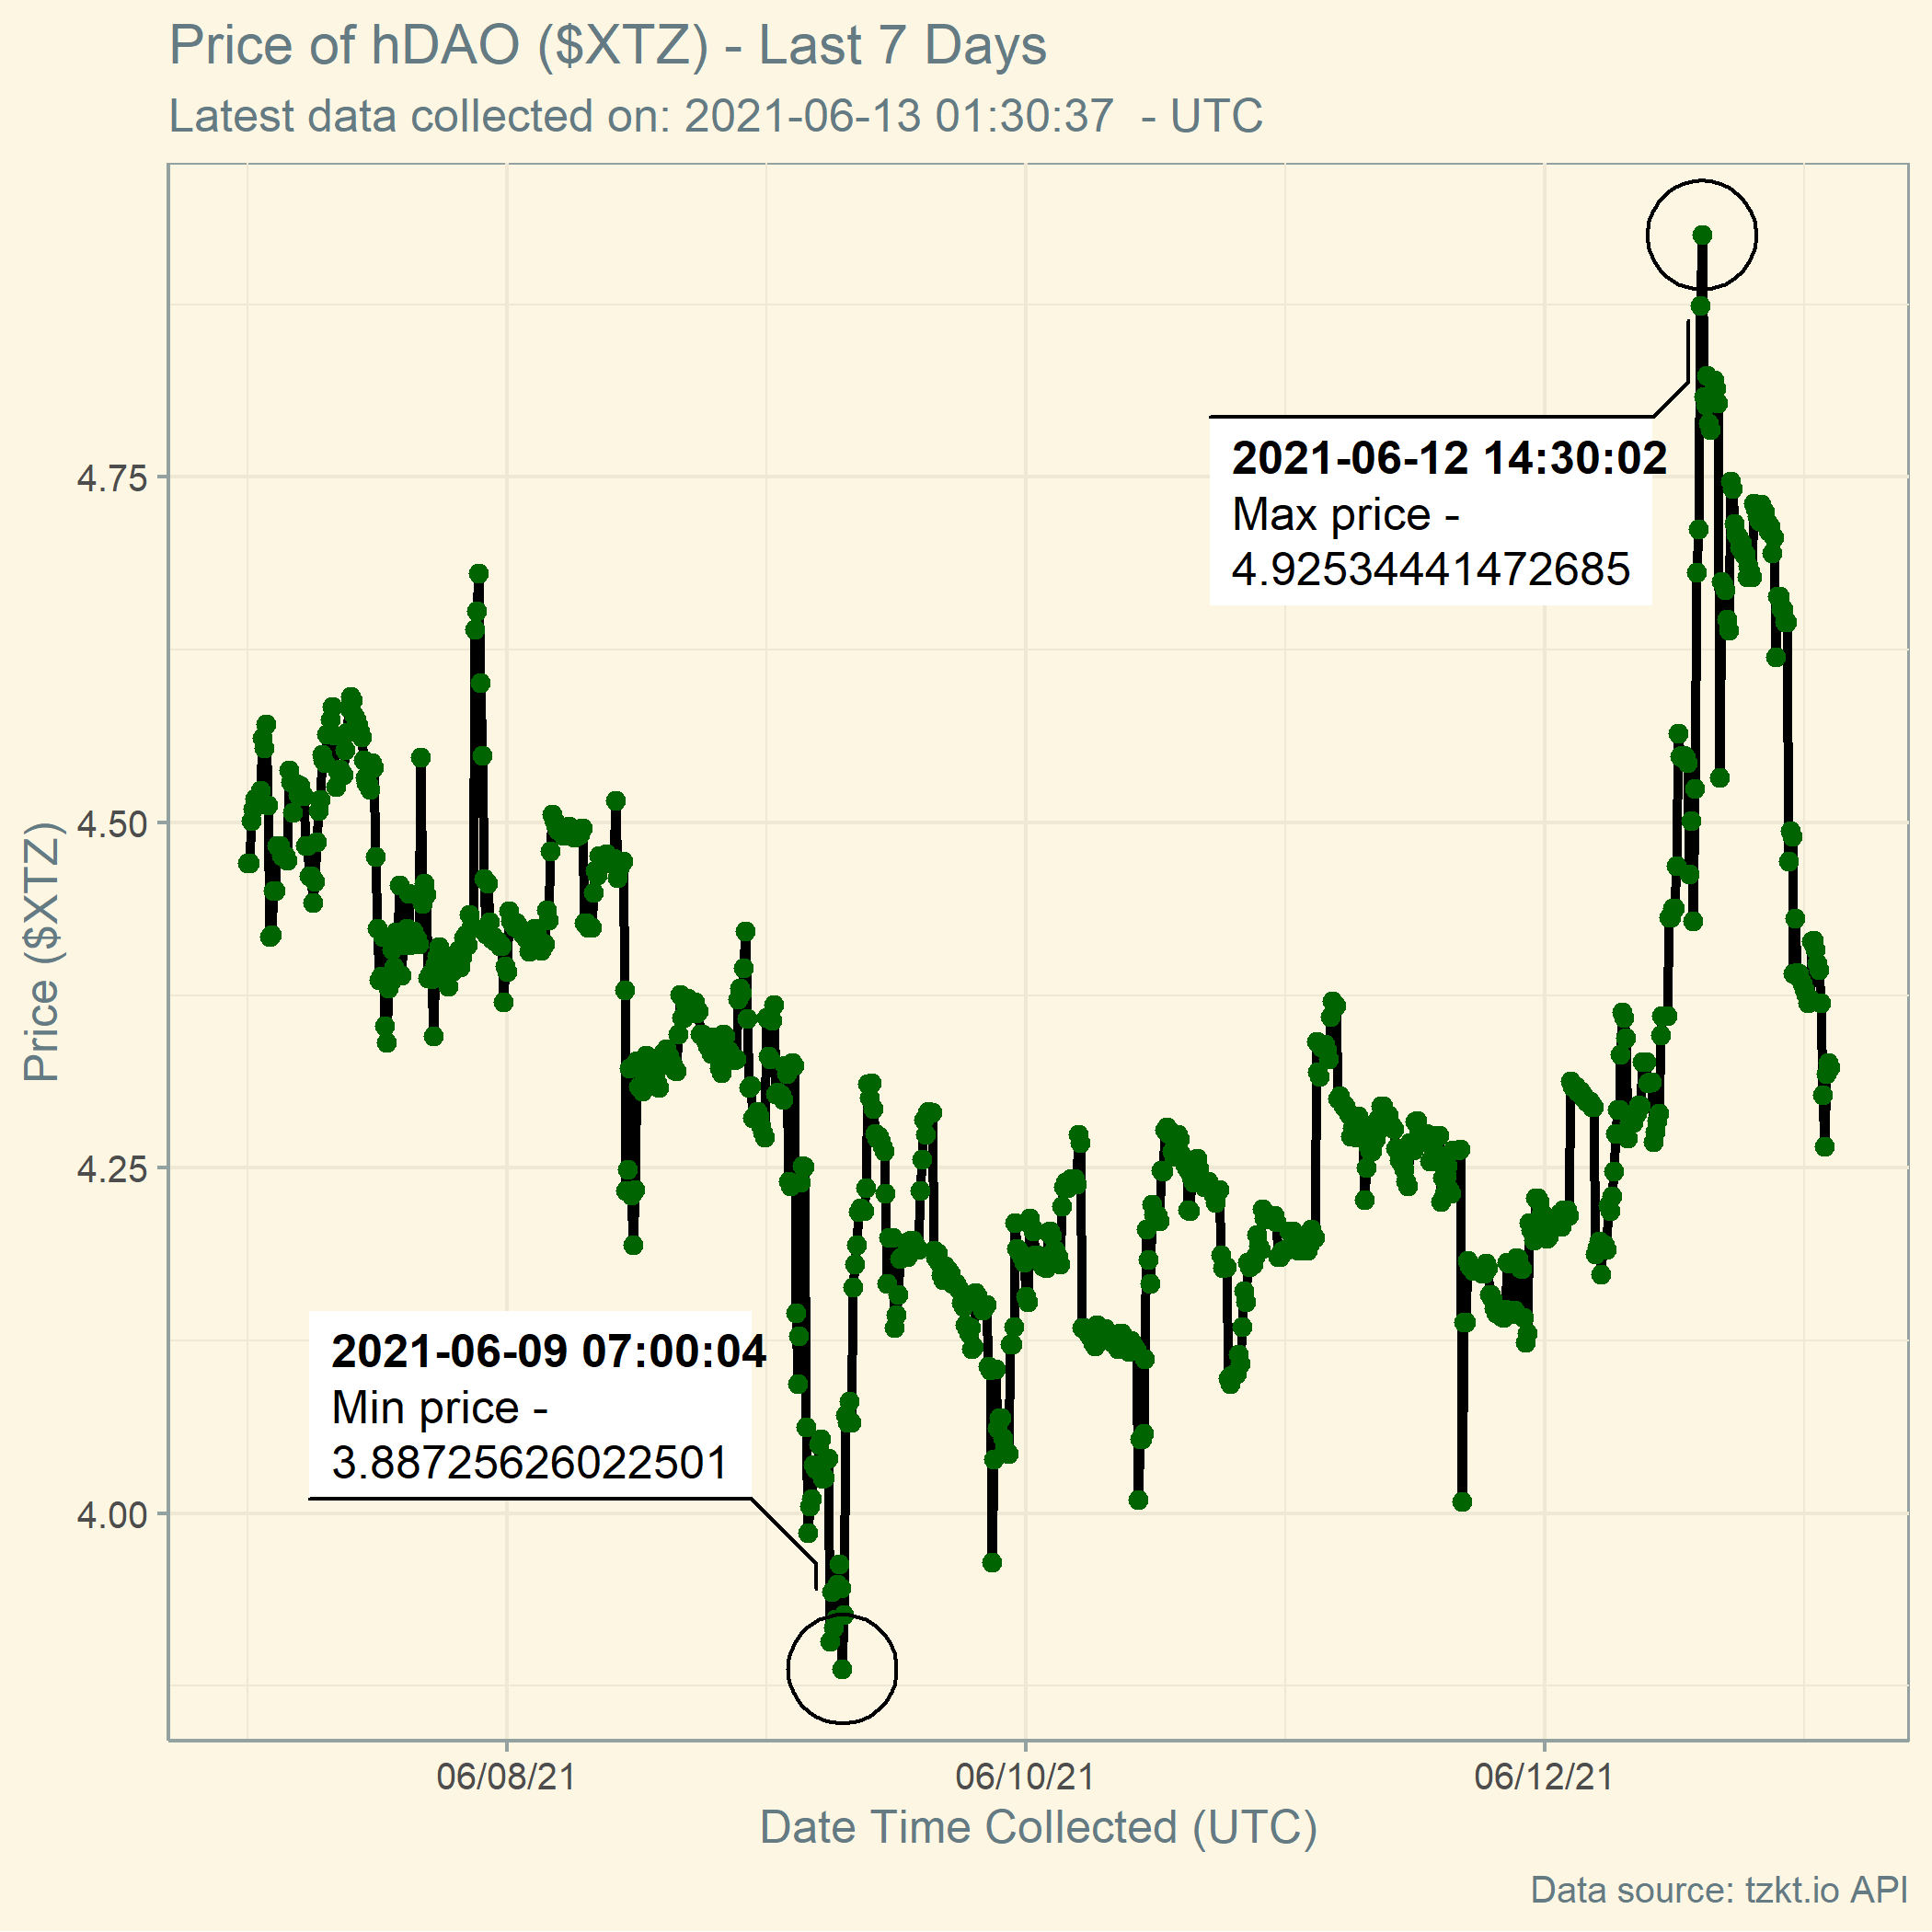 Price of hDAO ($XTZ) - Last 7 Days
Latest data collected on: 2021-06-13 01:30:37  - UTC
Price ($XTZ)
4.75
4.50
4.25
4.00
2021-06-12 14:30:02
Max price -
4.92534441472685
2021-06-09 07:00:04
Min price -
3.88725626022501
06/08/21
06/10/21
06/12/21
Date Time Collected (UTC)
Data source: tzkt.io API